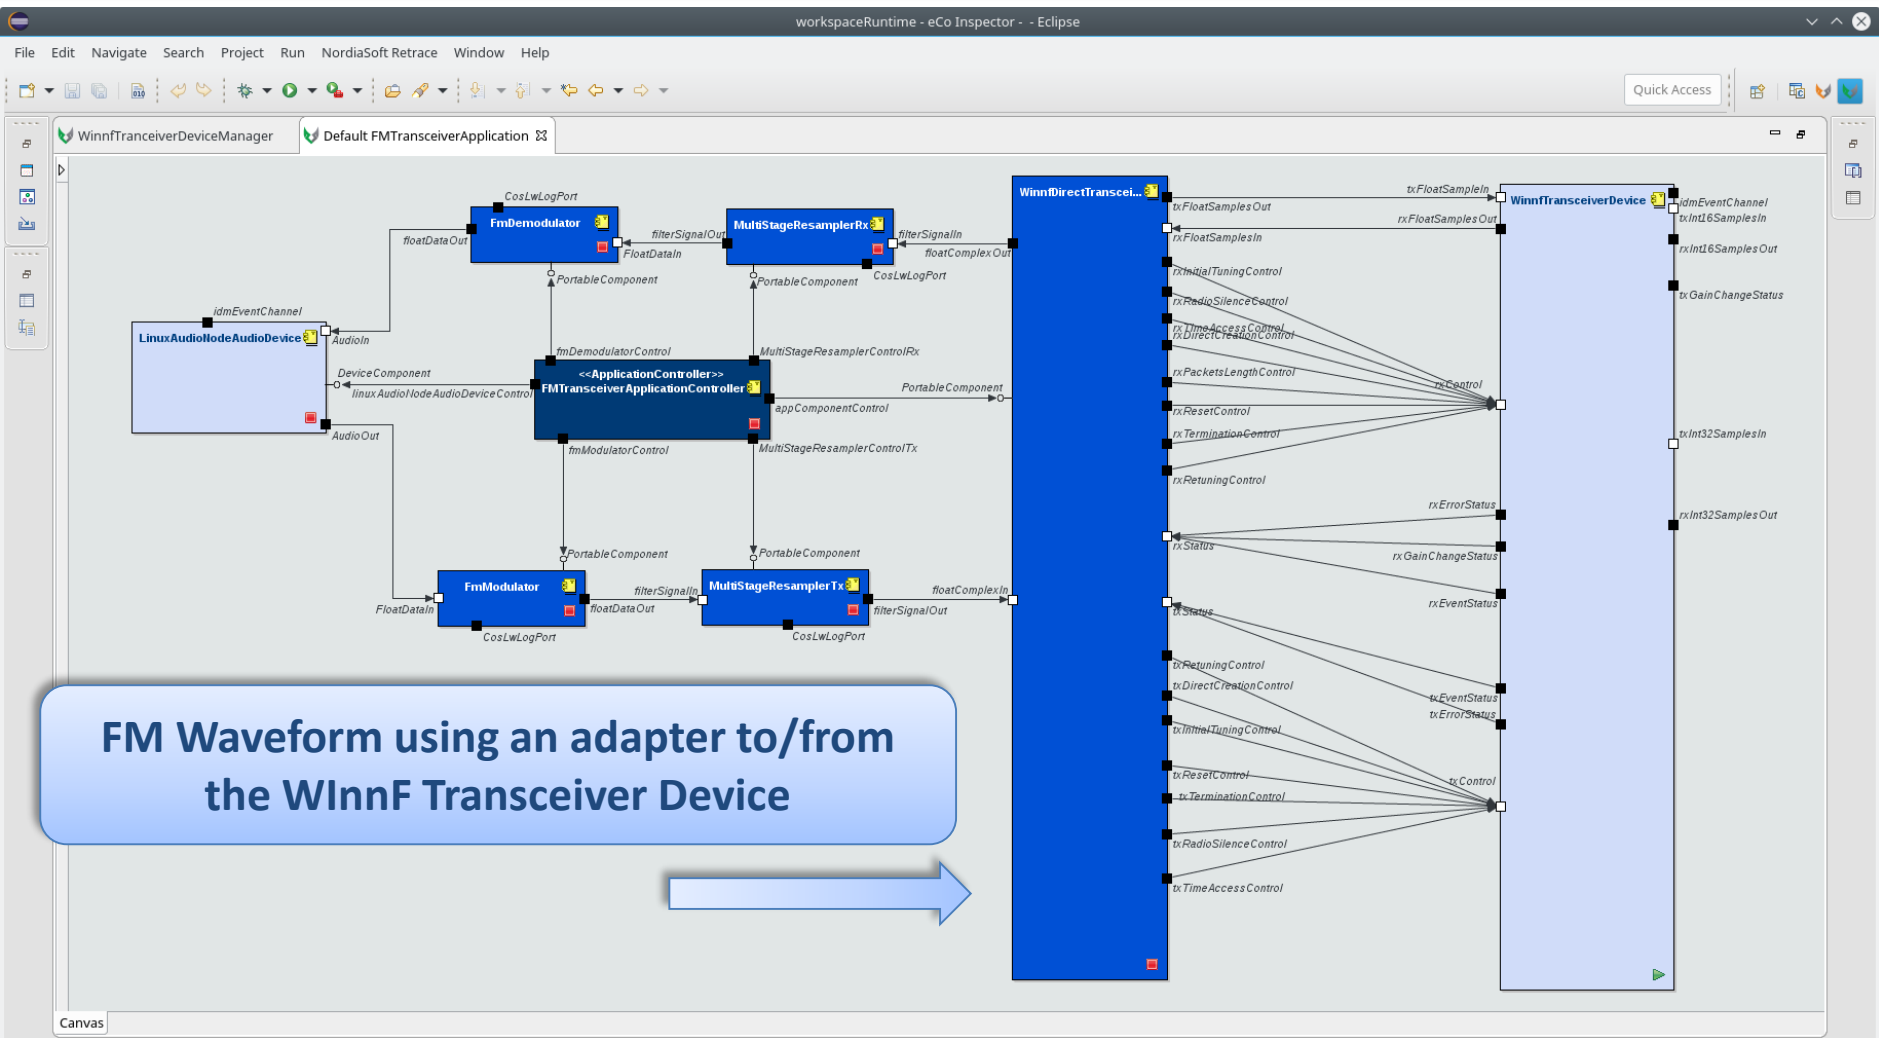 workspaceRuntime - eCo Inspector - - Eclipse
File Edit Navigate Search Project Run NordiaSoft Retrace Window Help
Quick Access
WinnfTranceiverDeviceManager
Default FMTransceiverApplication
CosLwLogPort
FmDemodulator
floatDataOut
FloatDataIn
PortableComponent
filterSignalOut
MultiStageResamplerRx
filterSignalIn
floatComplexOut
CosLwLogPort
PortableComponent
idmEventChannel
LinuxAudioNodeAudioDevice
AudioIn
AudioOut
DeviceComponent
linuxAudioNodeAudioDeviceControl
fmDemodulatorControl
MultiStageResamplerControlRx
<<ApplicationController>>
FMTransceiverApplicationController
PortableComponent
appComponentControl
fmModulatorControl
MultiStageResamplerControlTx
PortableComponent
PortableComponent
FmModulator
FloatDataIn
CosLwLogPort
filterSignalIn
floatDataOut
MultiStageResamplerTx
CosLwLogPort
floatComplexIn
filterSignalOut
WinnfDirectTranscei...
txFloatSamplesOut
rxFloatSamplesIn
rxInitialTuningControl
rxRadioSilenceControl
rxTimeAccessControl
rxDirectCreationControl
rxPacketsLengthControl
rxResetControl
rxTerminationControl
rxRetuningControl
rxStatus
txStatus
txRetuningControl
txDirectCreationControl
txInitialTuningControl
txResetControl
txTerminationControl
txRadioSilenceControl
txTimeAccessControl
txFloatSampleIn
rxFloatSamplesOut
rxControl
rxErrorStatus
rxGainChangeStatus
rxEventStatus
txEventStatus
txErrorStatus
txControl
WinnfTransceiverDevice
idmEventChannel
txInt16SamplesIn
rxInt16SamplesOut
txGainChangeStatus
txInt32SamplesIn
rxInt32SamplesOut
FM Waveform using an adapter to/from
the WInnF Transceiver Device
Canvas